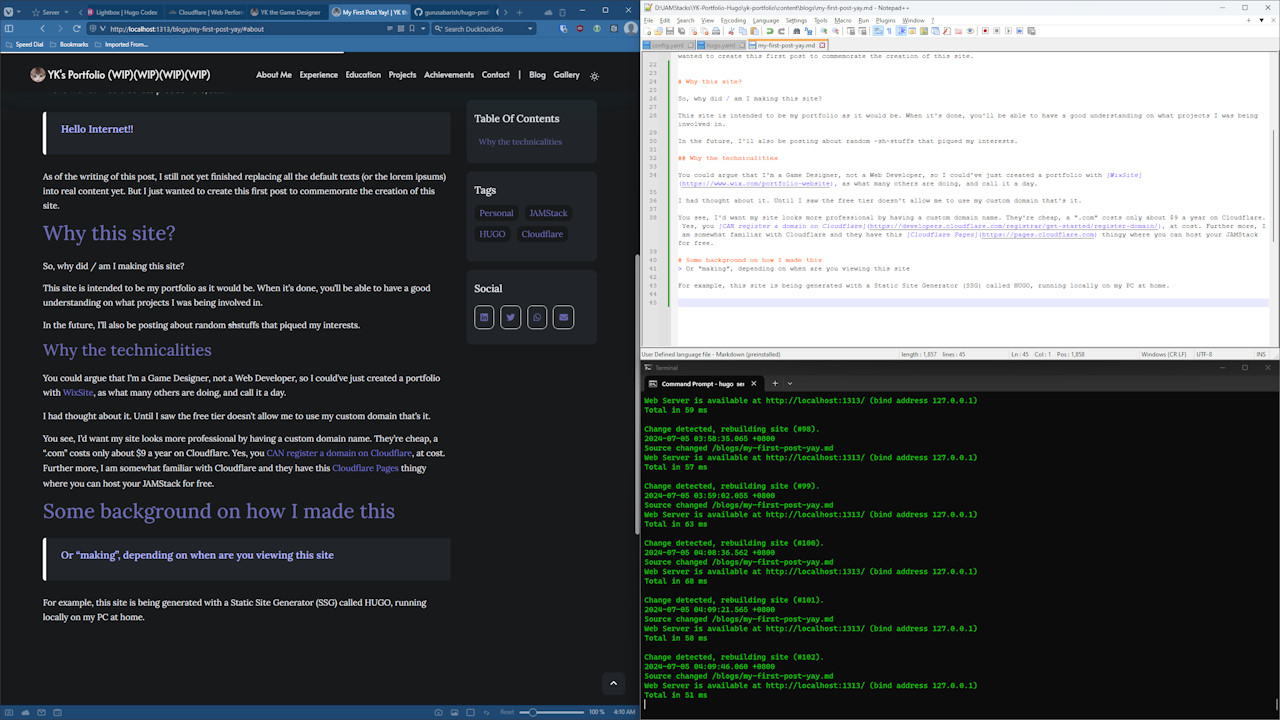 Server
Lightbox | Hugo Codex
Cloudflare | Web Perfor
YK the Game Designer
My First Post Yay! | YK th
gurusabarish/hugo-prof
http://localhost:1313/blogs/my-first-post-yay/#about
Search DuckDuckGo
Speed Dial
Bookmarks
Imported From...
YK's Portfolio (WIP)(WIP)(WIP)(WIP)
About Me
Experience
Education
Projects
Achievements
Contact
|
Blog
Gallery
Hello Internet!!
As of the writing of this post, I still not yet finished replacing all the default texts (or the lorem ipsums)
into real content yet. But I just wanted to create this first post to commemorate the creation of this
site.
Why this site?
So, why did / am I making this site?
This site is intended to be my portfolio as it would be. When it's done, you'll be able to have a good
understanding on what projects I was being involved in.
In the future, I'll also be posting about random shstuffs that piqued my interests.
Why the technicalities
You could argue that I'm a Game Designer, not a Web Developer, so I could've just created a portfolio
with WixSite, as what many others are doing, and call it a day.
I had thought about it. Until I saw the free tier doesn't allow me to use my custom domain that's it.
You see, I'd want my site looks more professional by having a custom domain name. They're cheap, a
".com" costs only about $9 a year on Cloudflare. Yes, you CAN register a domain on Cloudflare, at cost.
Further more, I am somewhat familiar with Cloudflare and they have this Cloudflare Pages thingy
where you can host your JAMStack for free.
Some background on how I made this
Or "making", depending on when are you viewing this site
For example, this site is being generated with a Static Site Generator (SSG) called HUGO, running
locally on my PC at home.
Table Of Contents
Why the technicalities
Tags
Personal
JAMStack
HUGO
Cloudflare
Social
Reset
100 %
4:10 AM
D:\JAMStacks\YK-Portfolio-Hugo\yk-portfolio\content\blogs\my-first-post-yay.md - Notepad++
File Edit Search View Encoding Language Settings Tools Macro Run Plugins Window ?
config.yaml
hugo.yaml
my-first-post-yay.md
wanted to create this first post to commemorate the creation of this site.
22
23
24 # Why this site?
25
26 So, why did / am I making this site?
27
28 This site is intended to be my portfolio as it would be. When it's done, you'll be able to have a good understanding on what projects I was being
involved in.
29
30 In the future, I'll also be posting about random ~sh~stuffs that piqued my interests.
31
32 ## Why the technicalities
33
34 You could argue that I'm a Game Designer, not a Web Developer, so I could've just created a portfolio with [WixSite]
(https://www.wix.com/portfolio-website), as what many others are doing, and call it a day.
35
36 I had thought about it. Until I saw the free tier doesn't allow me to use my custom domain that's it.
37
38 You see, I'd want my site looks more professional by having a custom domain name. They're cheap, a ".com" costs only about $9 a year on Cloudflare.
Yes, you [CAN register a domain on Cloudflare](https://developers.cloudflare.com/registrar/get-started/register-domain/), at cost. Further more, I
am somewhat familiar with Cloudflare and they have this [Cloudflare Pages](https://pages.cloudflare.com) thingy where you can host your JAMStack
for free.
39
40 # Some background on how I made this
41 > Or "making", depending on when are you viewing this site
42
43 For example, this site is being generated with a Static Site Generator (SSG) called HUGO, running locally on my PC at home.
44
45
User Defined language file - Markdown (preinstalled)
length : 1,857 lines : 45
Ln : 45 Col : 1 Pos : 1,858
Windows (CR LF)
UTF-8
INS
Terminal
Command Prompt - hugo se
Web Server is available at http://localhost:1313/ (bind address 127.0.0.1)
Total in 59 ms
Change detected, rebuilding site (#98).
2024-07-05 03:58:35.065 +0800
Source changed /blogs/my-first-post-yay.md
Web Server is available at http://localhost:1313/ (bind address 127.0.0.1)
Total in 57 ms
Change detected, rebuilding site (#99).
2024-07-05 03:59:02.055 +0800
Source changed /blogs/my-first-post-yay.md
Web Server is available at http://localhost:1313/ (bind address 127.0.0.1)
Total in 63 ms
Change detected, rebuilding site (#100).
2024-07-05 04:08:36.562 +0800
Source changed /blogs/my-first-post-yay.md
Web Server is available at http://localhost:1313/ (bind address 127.0.0.1)
Total in 68 ms
Change detected, rebuilding site (#101).
2024-07-05 04:09:21.565 +0800
Source changed /blogs/my-first-post-yay.md
Web Server is available at http://localhost:1313/ (bind address 127.0.0.1)
Total in 58 ms
Change detected, rebuilding site (#102).
2024-07-05 04:09:46.060 +0800
Source changed /blogs/my-first-post-yay.md
Web Server is available at http://localhost:1313/ (bind address 127.0.0.1)
Total in 51 ms